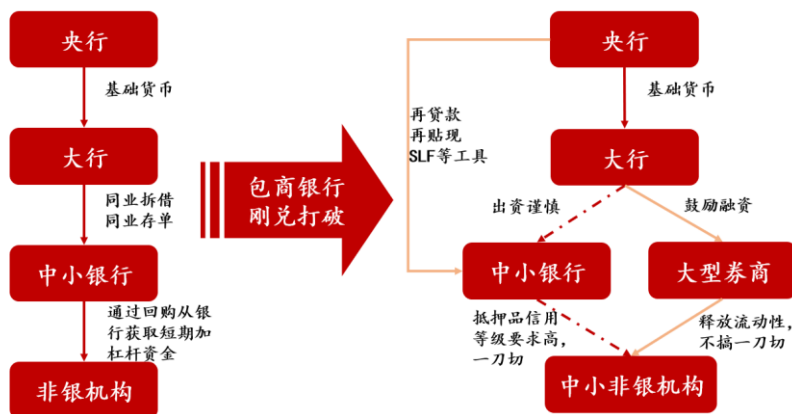 央行
基础货币
大行
同业拆借
同业存单
中小银行
通过回购从银
行获取短期加
杠杆资金
非银机构
包商银行
刚兑打破
央行
再贷款
再贴现
SLF等工具
基础货币
大行
出资谨慎
鼓励融资
中小银行
大型券商
抵押品信用
等级要求高，
一刀切
释放流动性，
不搞一刀切
中小非银机构